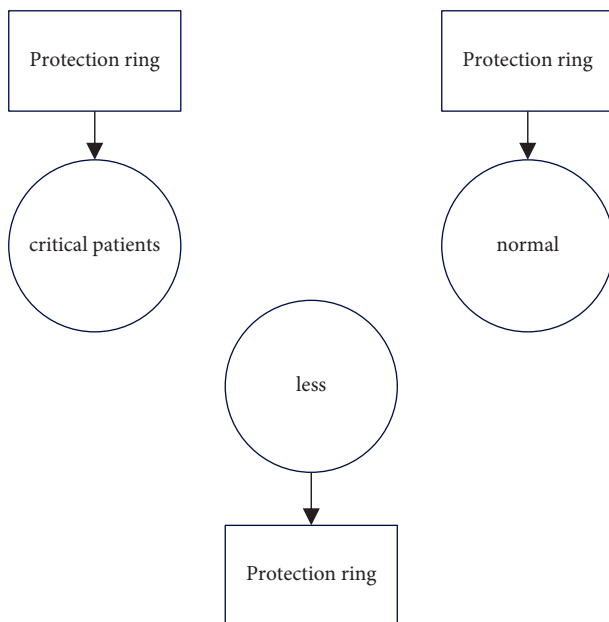 Protection ring
Protection ring
critical patients
normal
less
Protection ring